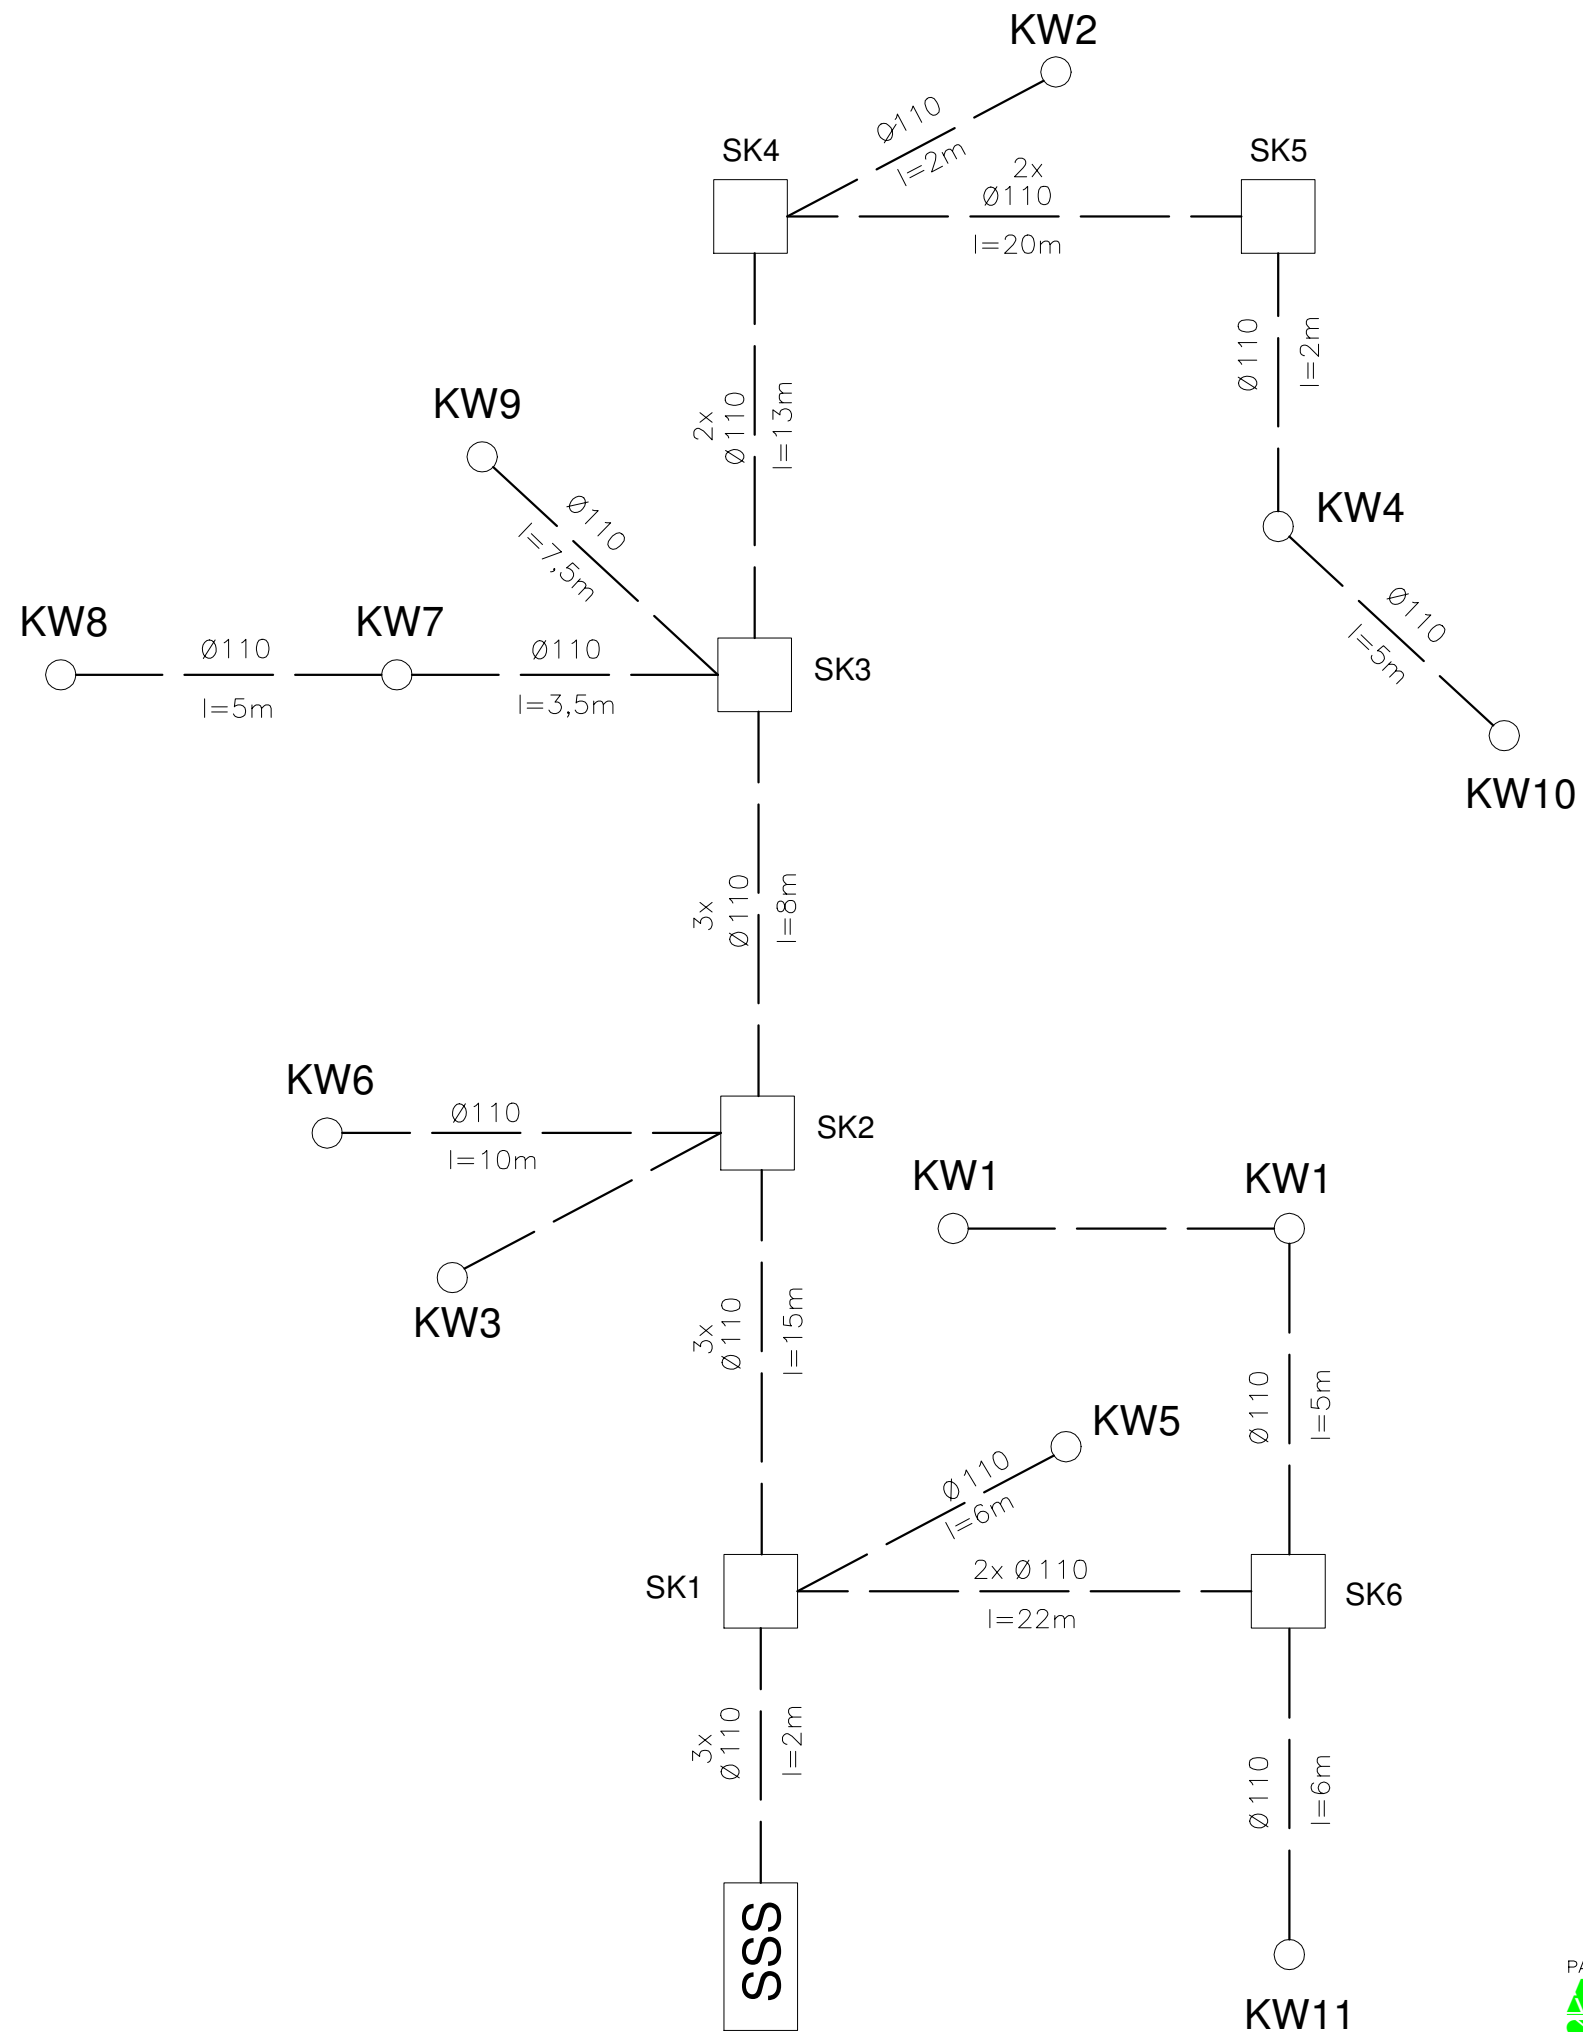 KW2
Ø110
l=2m
SK4
SK5
2x
Ø110
l=20m
Ø110
l=2m
2x
Ø110
l=13m
KW9
Ø110
l=7,5m
KW4
Ø110
l=5m
KW10
KW8
Ø110
l=5m
KW7
Ø110
l=3,5m
SK3
3x
Ø110
l=8m
KW6
Ø110
l=10m
SK2
KW3
KW1
KW1
3x
Ø110
l=15m
Ø110
l=5m
KW5
Ø110
l=6m
SK1
2x Ø110
l=22m
SK6
3x
Ø110
l=2m
Ø110
l=6m
SSS
KW11